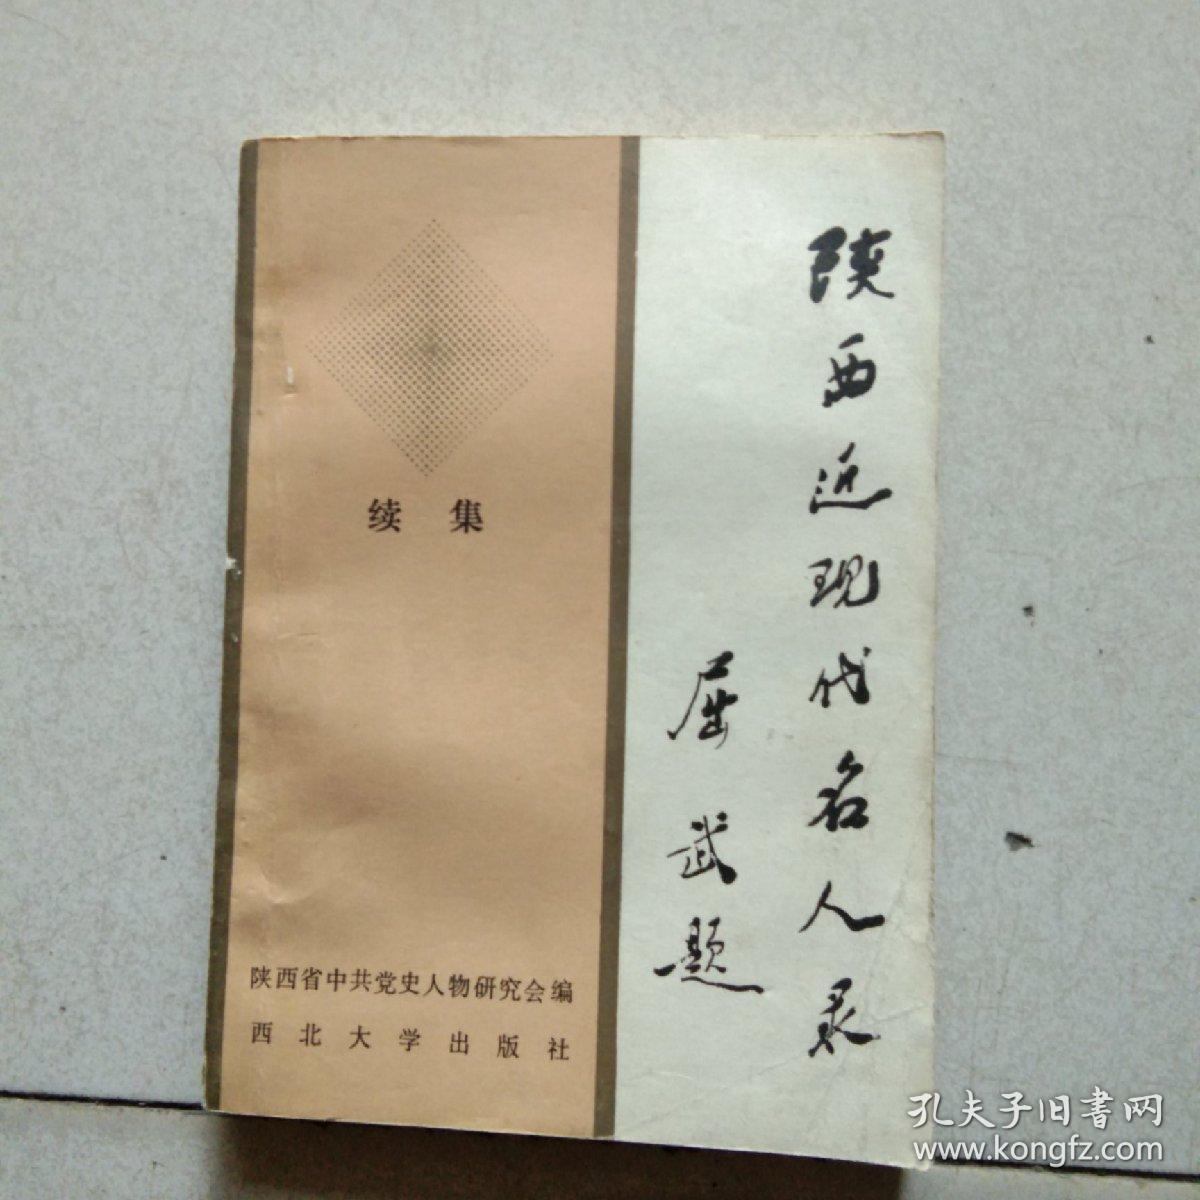 陕西近现代名人录
屈武题
续集
陕西省中共党史人物研究会编
西北大学出版社
孔夫子旧书网
www.kongfz.com